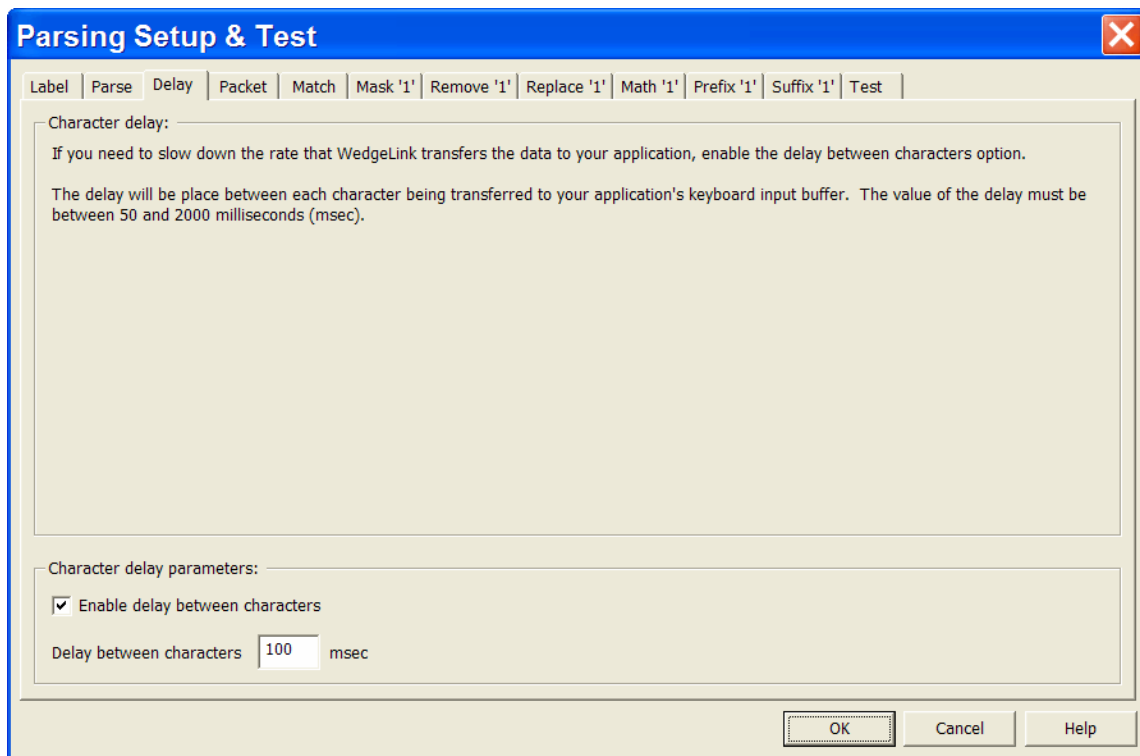 Parsing Setup & Test
Label Parse Delay Packet Match Mask '1' Remove '1' Replace '1' Math '1' Prefix '1' Suffix '1' Test
Character delay:
If you need to slow down the rate that WedgeLink transfers the data to your application, enable the delay between characters option.
The delay will be place between each character being transferred to your application's keyboard input buffer. The value of the delay must be
between 50 and 2000 milliseconds (msec).
Character delay parameters:
Enable delay between characters
Delay between characters 100 msec
OK Cancel Help